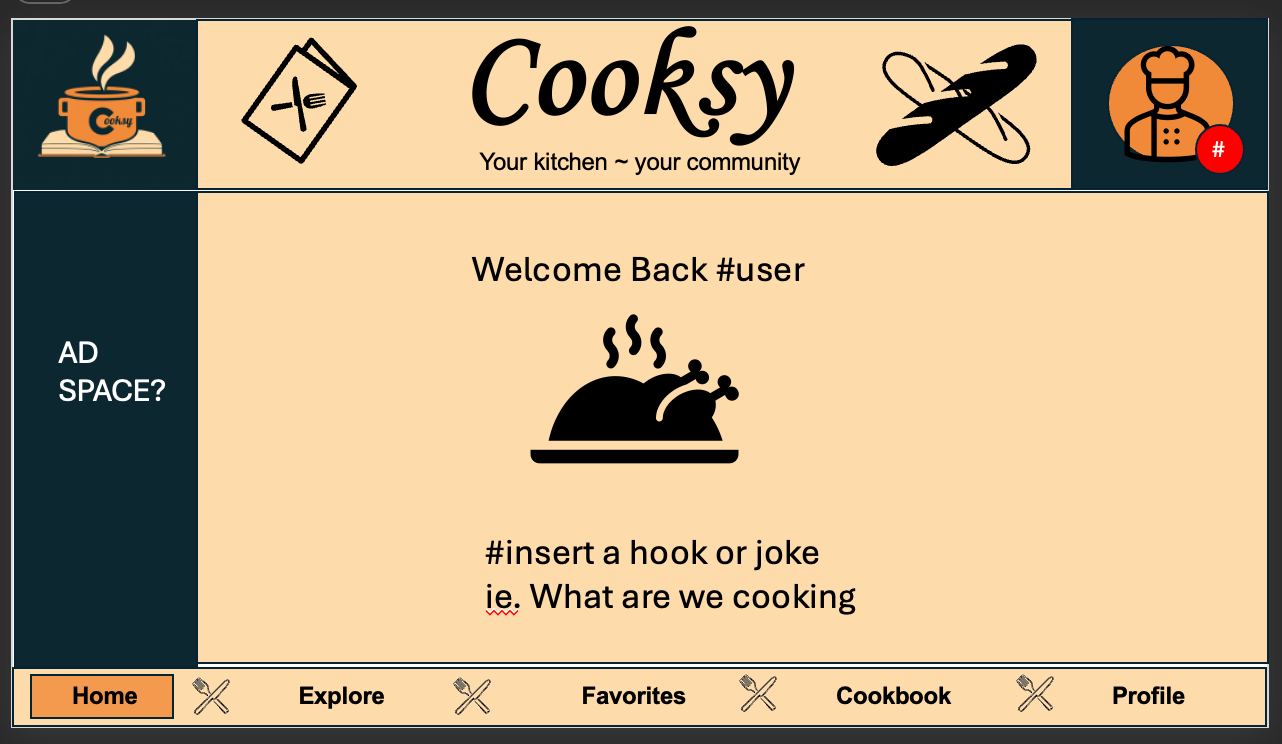 Cooksy
Cooksy
Your kitchen ~ your community
#
Welcome Back #user
AD
SPACE?
#insert a hook or joke
ie. What are we cooking
Home
Explore
Favorites
Cookbook
Profile